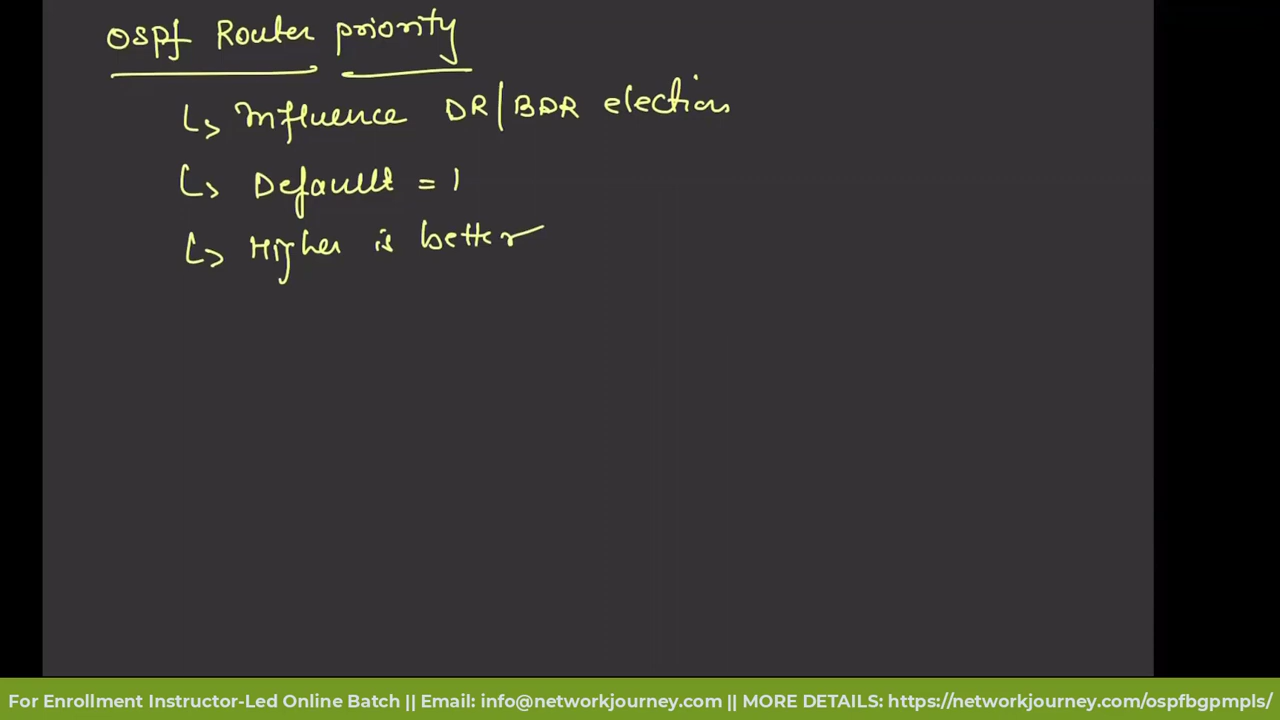 OSPf Router priority
↳ Influence DR/BDR election
↳ Default = 1
↳ Higher is better
For Enrollment Instructor-Led Online Batch || Email: info@networkjourney.com || MORE DETAILS: https://networkjourney.com/ospfbgpmpls/